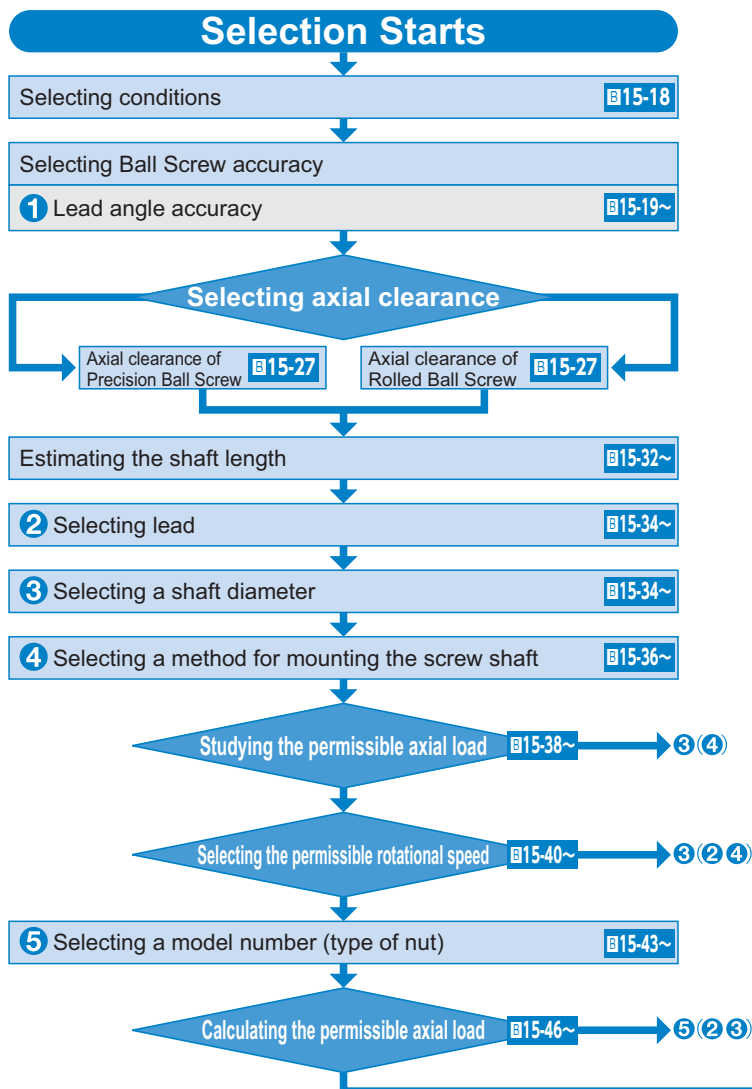 Selection Starts
Selecting conditions B15-18
Selecting Ball Screw accuracy
1 Lead angle accuracy B15-19~
Selecting axial clearance
Axial clearance of
Precision Ball Screw B15-27
Axial clearance of
Rolled Ball Screw B15-27
Estimating the shaft length B15-32~
2 Selecting lead B15-34~
3 Selecting a shaft diameter B15-34~
4 Selecting a method for mounting the screw shaft B15-36~
Studying the permissible axial load B15-38~ 3(4)
Selecting the permissible rotational speed B15-40~ 3(2 4)
5 Selecting a model number (type of nut) B15-43~
Calculating the permissible axial load B15-46~ 5(2 3)